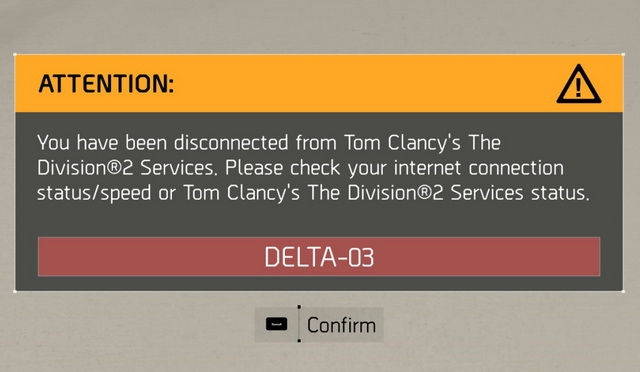 ATTENTION:
You have been disconnected from Tom Clancy's The
Division®2 Services. Please check your internet connection
status/speed or Tom Clancy's The Division®2 Services status.
DELTA-03
Confirm